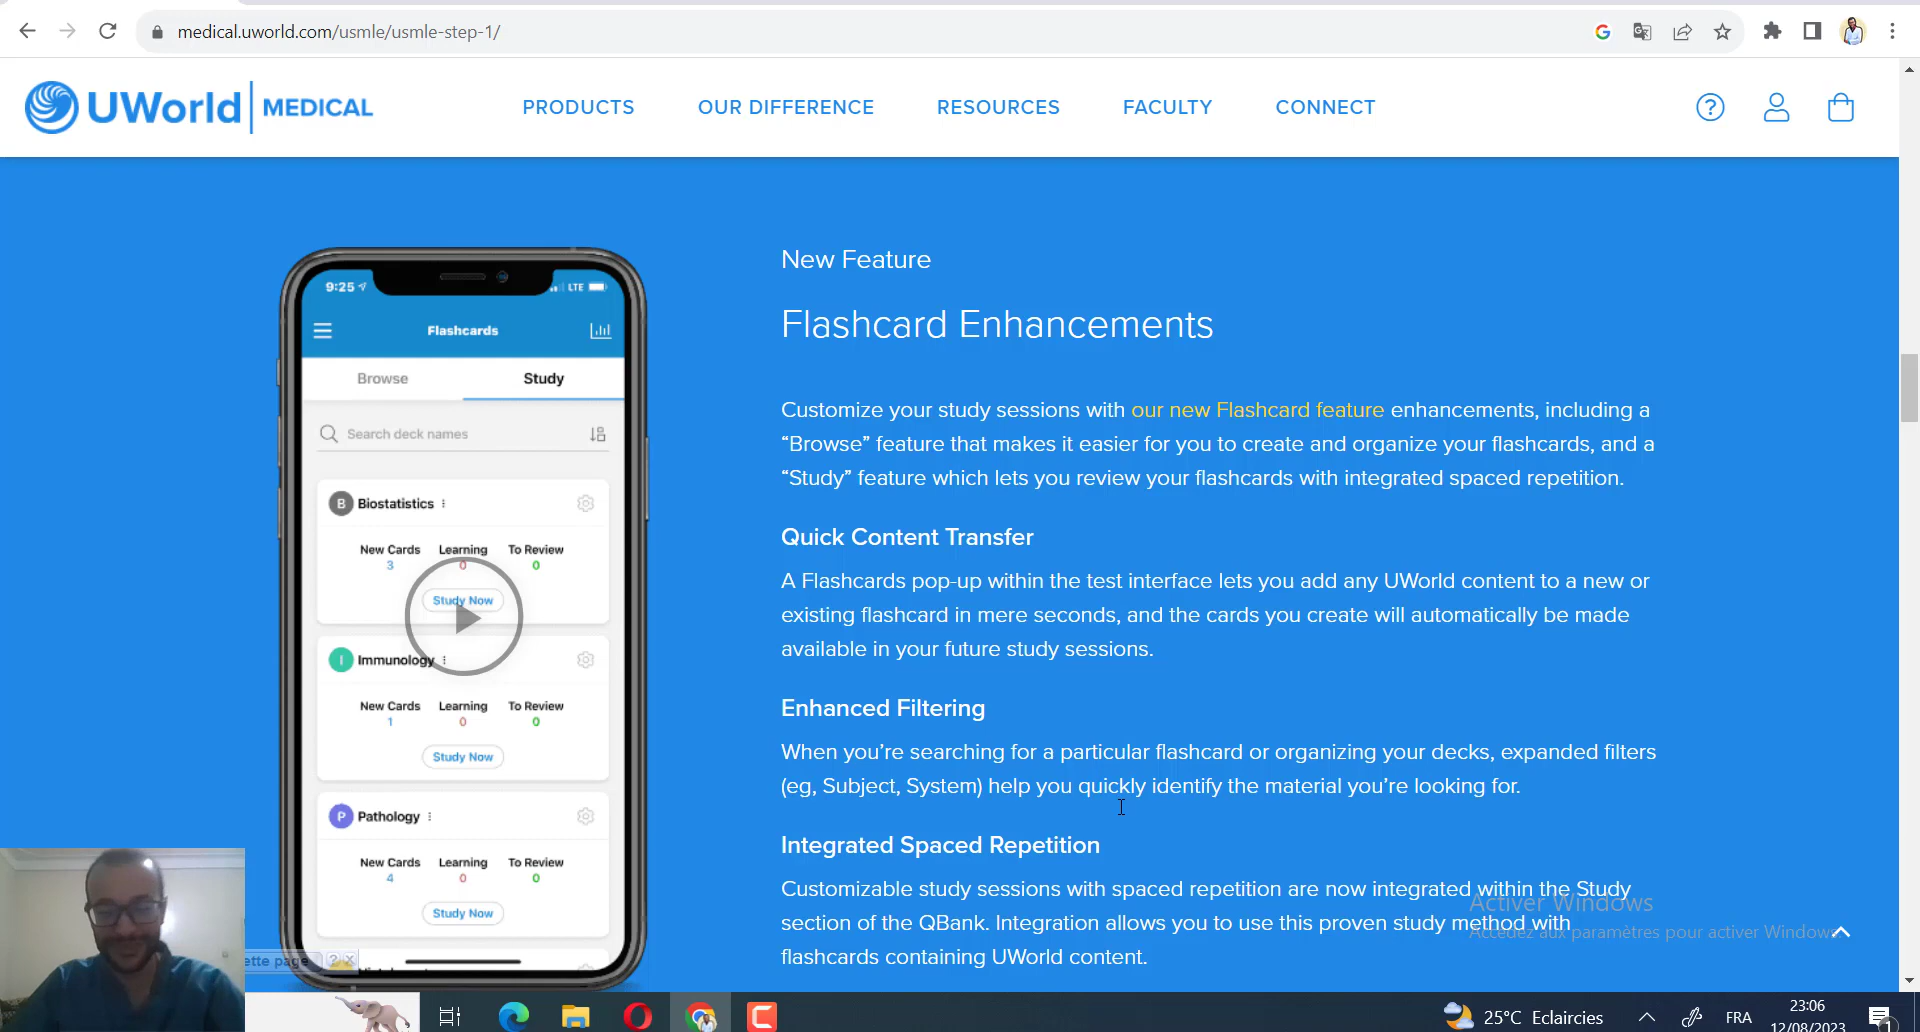 medical.uworld.com/usmle/usmle-step-1/
UWorld MEDICAL
PRODUCTS
OUR DIFFERENCE
RESOURCES
FACULTY
CONNECT
?
9:25
LTE
Flashcards
Browse
Study
Search deck names
B Biostatistics
New Cards Learning To Review
3 0 0
Study Now
I Immunology
New Cards Learning To Review
1 0 0
Study Now
P Pathology
New Cards Learning To Review
4 0 0
Study Now
New Feature
Flashcard Enhancements
Customize your study sessions with our new Flashcard feature enhancements, including a
“Browse” feature that makes it easier for you to create and organize your flashcards, and a
“Study” feature which lets you review your flashcards with integrated spaced repetition.
Quick Content Transfer
A Flashcards pop-up within the test interface lets you add any UWorld content to a new or
existing flashcard in mere seconds, and the cards you create will automatically be made
available in your future study sessions.
Enhanced Filtering
When you’re searching for a particular flashcard or organizing your decks, expanded filters
(eg, Subject, System) help you quickly identify the material you’re looking for.
Integrated Spaced Repetition
Customizable study sessions with spaced repetition are now integrated within the Study
section of the QBank. Integration allows you to use this proven study method with
flashcards containing UWorld content.
Activer Windows
Accédez aux paramètres pour activer Windows.
ette page
25°C Eclaircies
FRA
23:06
12/08/2023
1